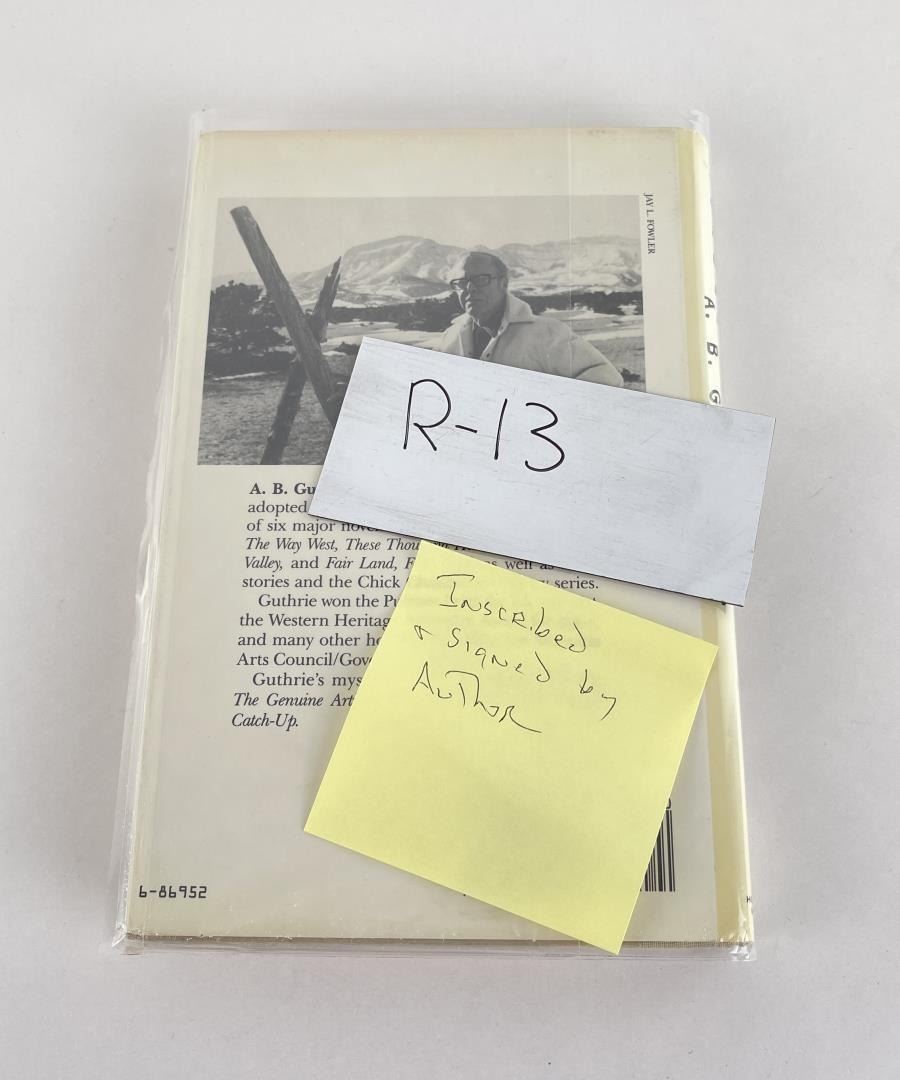 JAY L. FOWLER
A. B. G
R-13
A. B. Gu
adopted
of six major
The Way West, These
Valley, and Fair Land, F well as
stories and the Chick series.
Guthrie won the Pu
the Western Heritag
and many other ho
Arts Council/Gov
Guthrie's mys
The Genuine Art
Catch-Up.
Inscribed
+ signed by
Author
6-86952